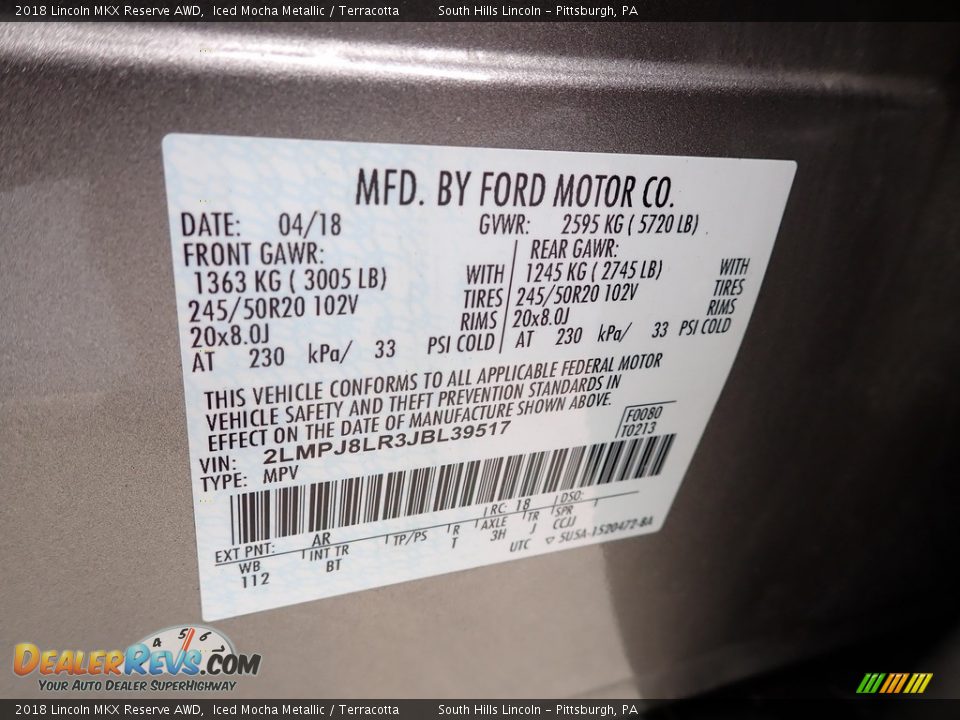 2018 Lincoln MKX Reserve AWD,  Iced Mocha Metallic / Terracotta    South Hills Lincoln - Pittsburgh, PA
MFD. BY FORD MOTOR CO.
DATE: 04/18    GVWR: 2595 KG ( 5720 LB)
FRONT GAWR:    REAR GAWR:
1363 KG ( 3005 LB)    WITH    1245 KG ( 2745 LB)    WITH
245/50R20 102V    TIRES    245/50R20 102V    TIRES
20x8.0J    RIMS    20x8.0J    RIMS
AT 230 kPa/ 33 PSI COLD    AT 230 kPa/ 33 PSI COLD
THIS VEHICLE CONFORMS TO ALL APPLICABLE FEDERAL MOTOR
VEHICLE SAFETY AND THEFT PREVENTION STANDARDS IN
EFFECT ON THE DATE OF MANUFACTURE SHOWN ABOVE.
F0080
T0213
VIN: 2LMPJ8LR3JBL39517
TYPE: MPV
EXT PNT: AR    RC: 18    DSO:
WB    INT TR    TP/PS    R    AXLE    TR    SPR
112    BT    T    3H    J    CCJJ
UTC    5U5A-1520472-BA
4 5 6
DEALERREVS.COM
YOUR AUTO DEALER SUPERHIGHWAY
2018 Lincoln MKX Reserve AWD,  Iced Mocha Metallic / Terracotta    South Hills Lincoln - Pittsburgh, PA